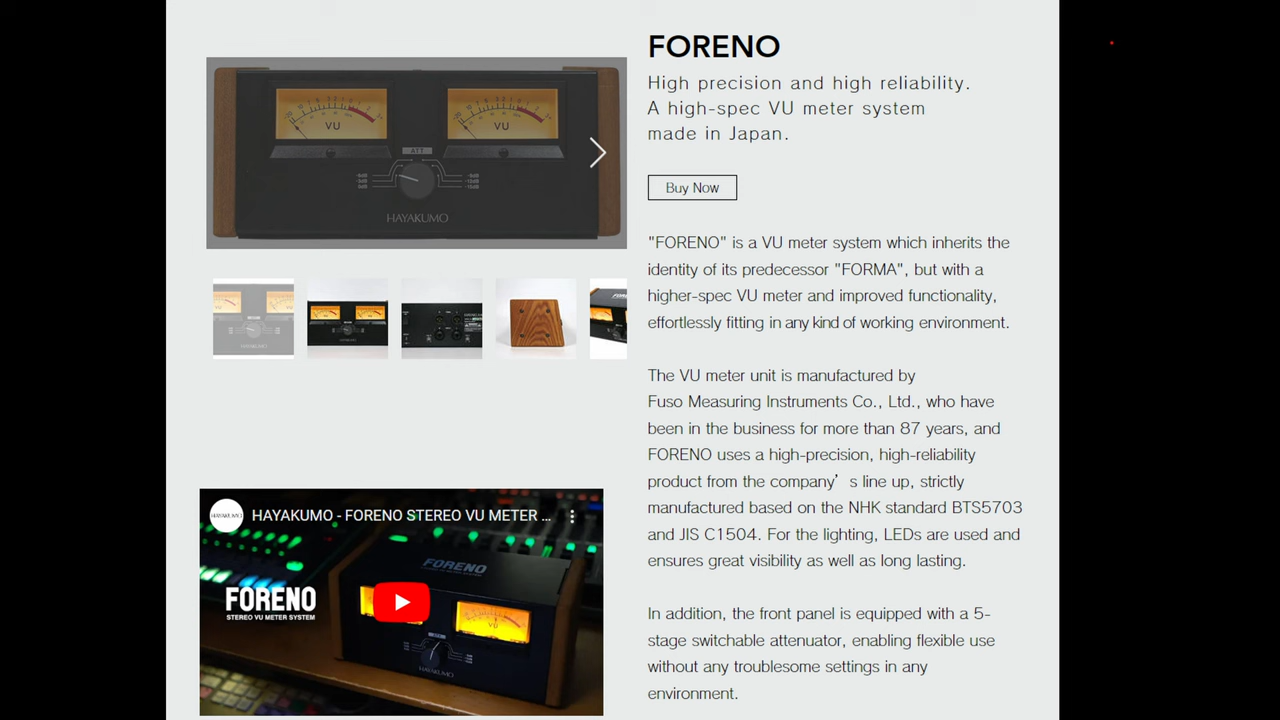 FORENO
High precision and high reliability.
A high-spec VU meter system
made in Japan.
Buy Now
"FORENO" is a VU meter system which inherits the
identity of its predecessor "FORMA", but with a
higher-spec VU meter and improved functionality,
effortlessly fitting in any kind of working environment.
The VU meter unit is manufactured by
Fuso Measuring Instruments Co., Ltd., who have
been in the business for more than 87 years, and
FORENO uses a high-precision, high-reliability
product from the company’s line up, strictly
manufactured based on the NHK standard BTS5703
and JIS C1504. For the lighting, LEDs are used and
ensures great visibility as well as long lasting.
In addition, the front panel is equipped with a 5-
stage switchable attenuator, enabling flexible use
without any troublesome settings in any
environment.
VU
VU
ATT
HAYAKUMO
HAYAKUMO - FORENO STEREO VU METER ...
FORENO
STEREO VU METER SYSTEM
FORENO
VU
HAYAKUMO